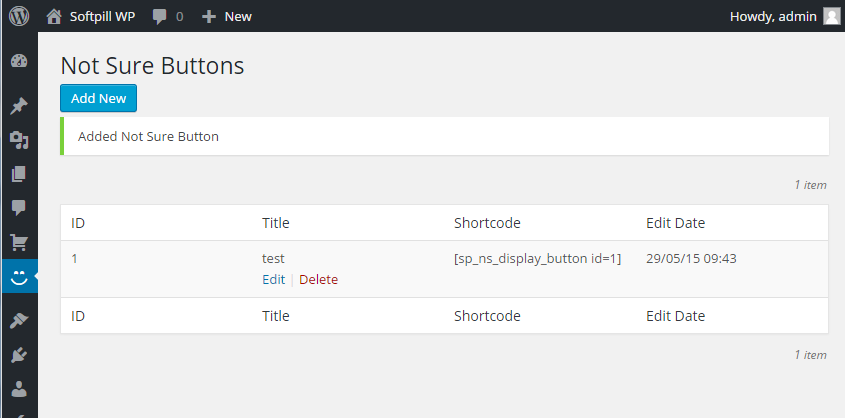 Softpill WP 0 New Howdy, admin
Not Sure Buttons
Add New
Added Not Sure Button
1 item
ID Title Shortcode Edit Date
1 test [sp_ns_display_button id=1] 29/05/15 09:43
Edit | Delete
ID Title Shortcode Edit Date
1 item